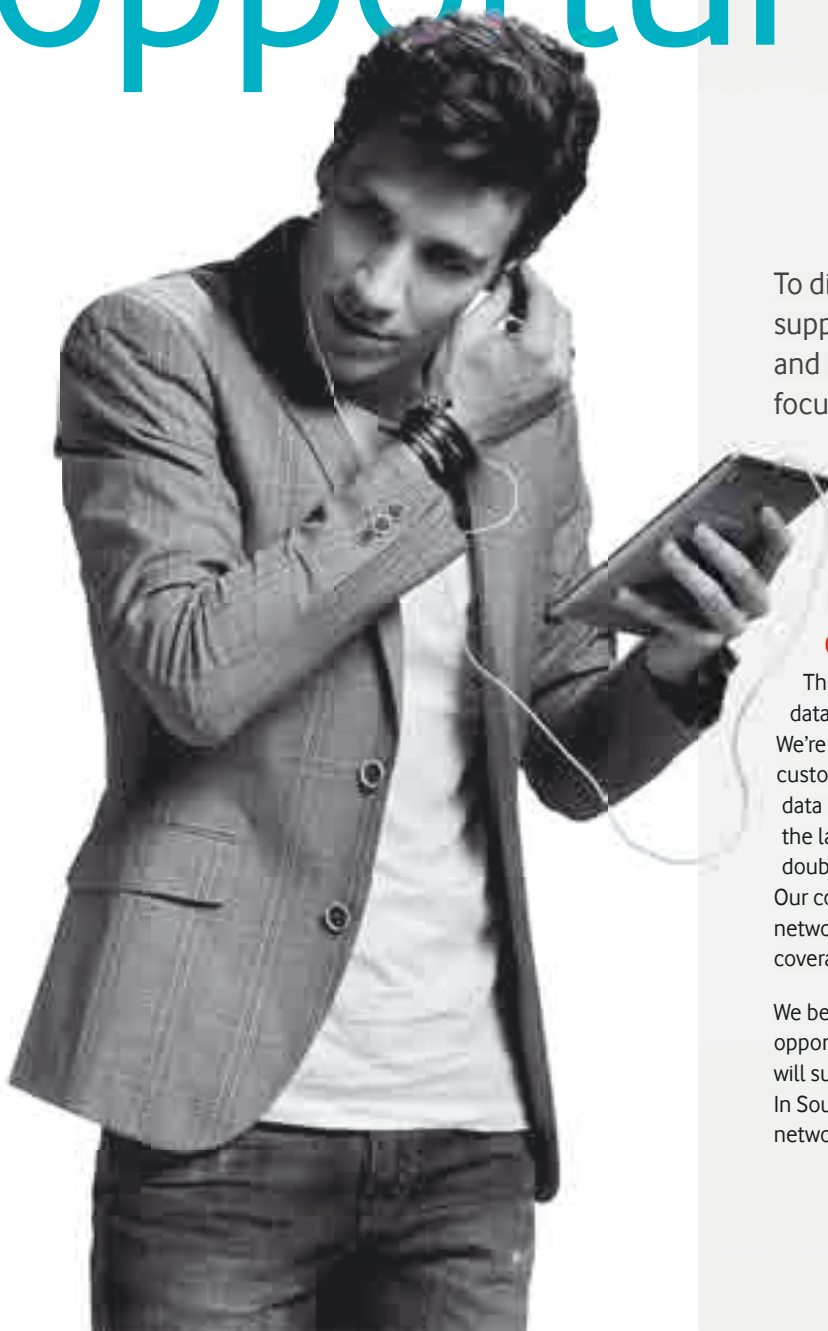 opportu
To di
supp
and
focu
Th
data
We're
custo
data
the la
doub
Our co
netwo
covera
We be
oppor
will su
In Sou
netwo